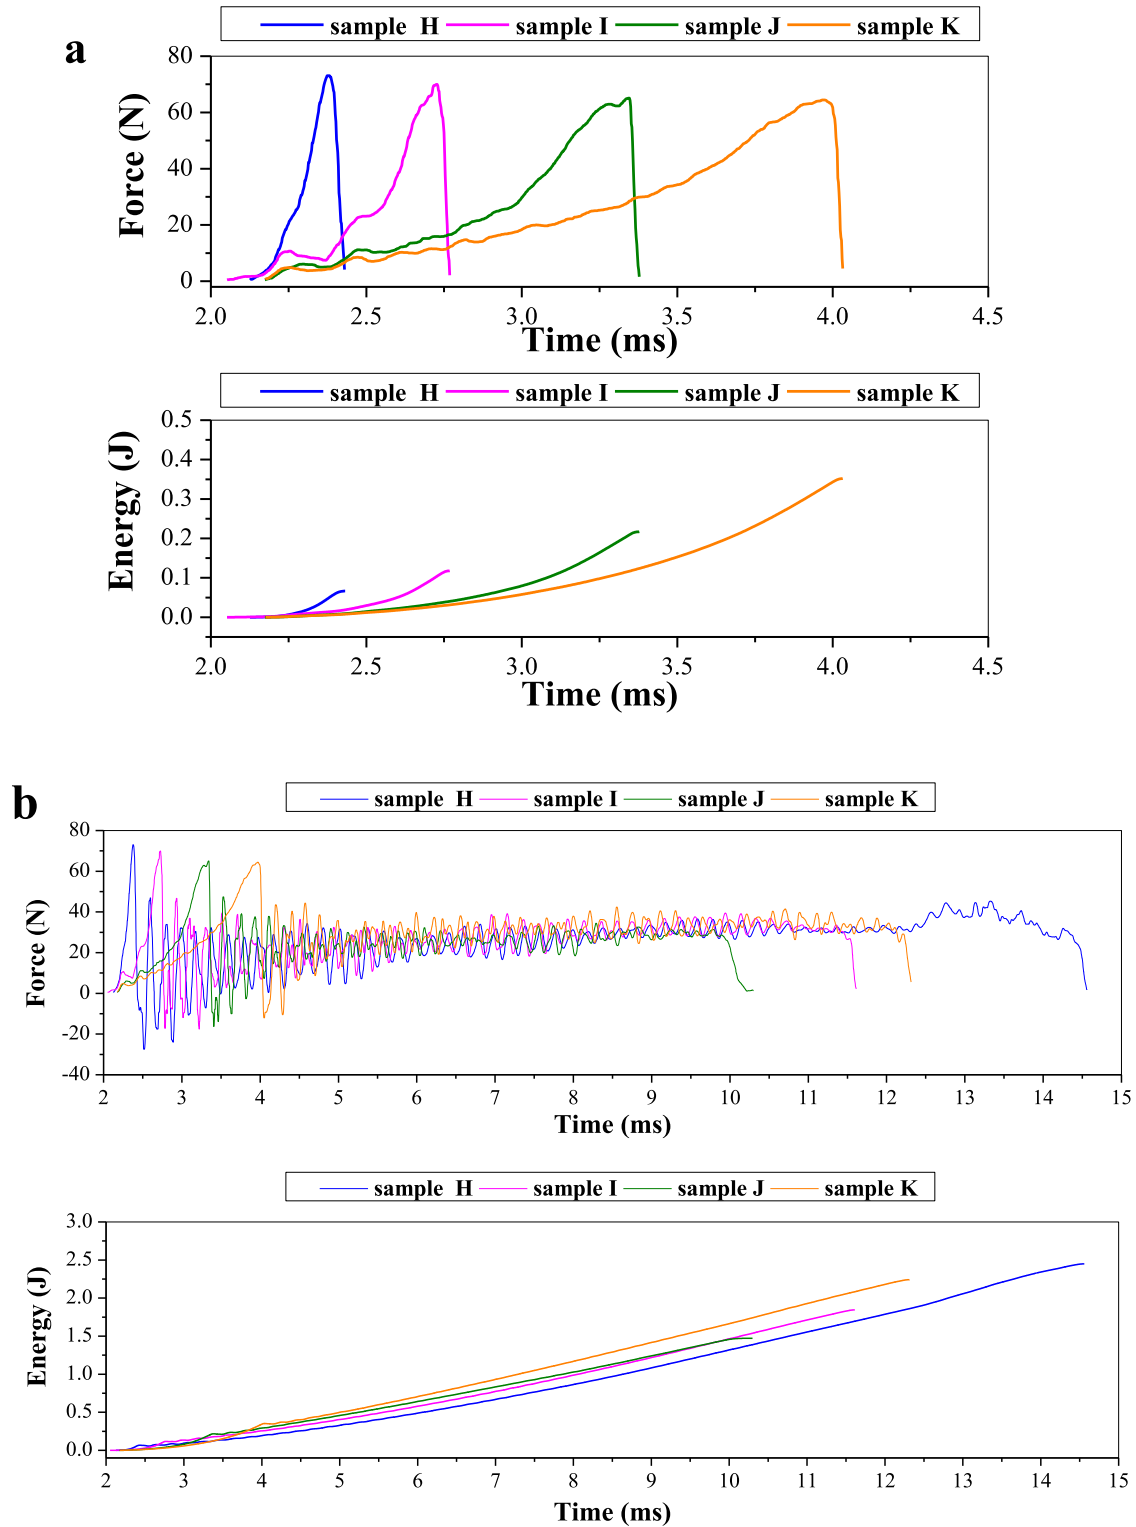 a
sample H sample I sample J sample K
80
60
40
20
0
Force (N)
2.0 2.5 3.0 3.5 4.0 4.5
Time (ms)
sample H sample I sample J sample K
0.5
0.4
0.3
0.2
0.1
0.0
Energy (J)
2.0 2.5 3.0 3.5 4.0 4.5
Time (ms)
b
sample H sample I sample J sample K
80
60
40
20
0
-20
-40
Force (N)
2 3 4 5 6 7 8 9 10 11 12 13 14 15
Time (ms)
sample H sample I sample J sample K
3.0
2.5
2.0
1.5
1.0
0.5
0.0
Energy (J)
2 3 4 5 6 7 8 9 10 11 12 13 14 15
Time (ms)